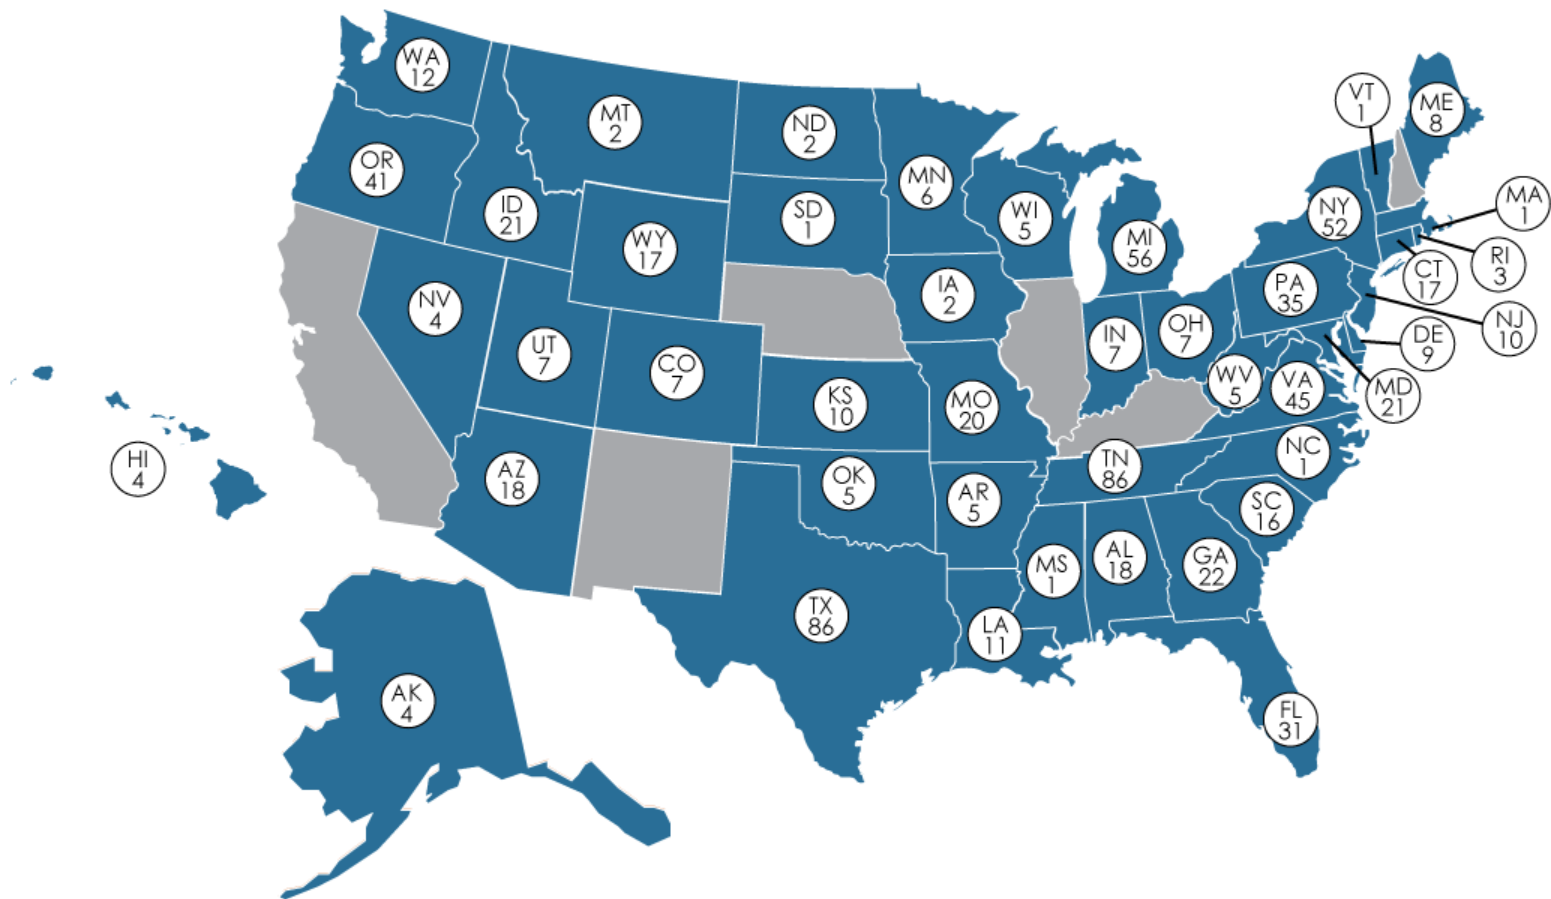 WA
12
OR
41
ID
21
MT
2
ND
2
MN
6
VT
1
ME
8
WY
17
SD
1
WI
5
MI
56
NY
52
MA
1
RI
3
CT
17
NV
4
UT
7
CO
7
IA
2
IN
7
OH
7
PA
35
NJ
10
DE
9
MD
21
KS
10
MO
20
WV
5
VA
45
HI
4
AZ
18
OK
5
AR
5
TN
86
NC
1
SC
16
MS
1
AL
18
GA
22
TX
86
LA
11
AK
4
FL
31